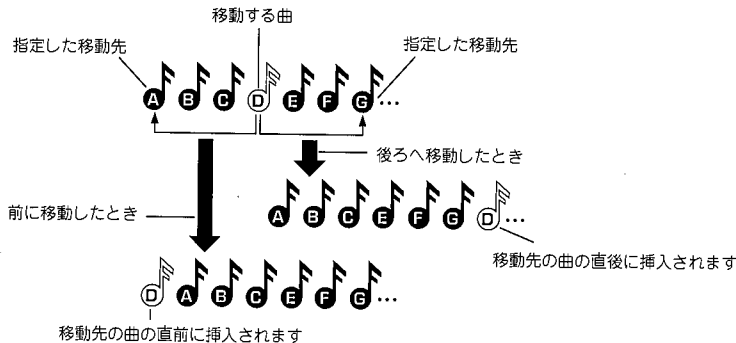 移動する曲
指定した移動先
指定した移動先
A B C D E F G…
後ろへ移動したとき
A B C E F G D…
前に移動したとき
移動先の曲の直後に挿入されます
D A B C E F G…
移動先の曲の直前に挿入されます